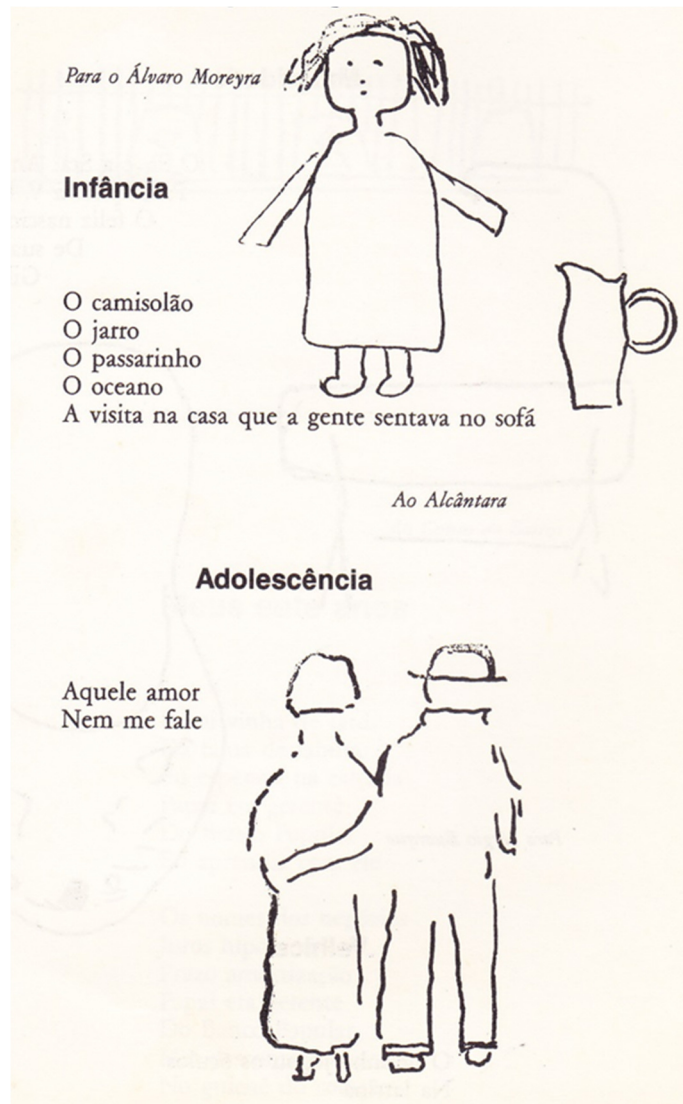 Para o Álvaro Moreyra
Infância
O camisolão
O jarro
O passarinho
O oceano
A visita na casa que a gente sentava no sofá
Ao Alcântara
Adolescência
Aquele amor
Nem me fale